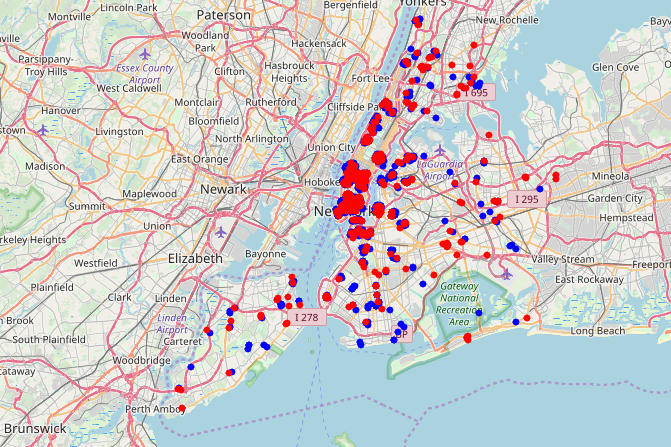 Lincoln Park
Paterson
Bergenfield
Yonkers
New Rochelle
Woodland
Park
Hackensack
Parsippany-
Troy Hills
Essex County
Airport
Clifton
Hasbrouck
Heights
Fort Lee
Glen Cove
West Caldwell
I 695
Hanover
Montclair
Rutherford
Cliffside Park
Bloomfield
Livingston
North Arlington
Union City
East Orange
LaGuardia
Airport
Madison
Mineola
Newark
Hoboken
Maplewood
I 295
Garden City
Summit
New York
Hempstead
Union
Westfield
Elizabeth
Bayonne
Valley Stream
East Rockaway
Plainfield
Clark
Linden
Gateway
National
Recreation
Area
I 278
Linden
Airport
South Plainfield
Carteret
BP
Long Beach
Woodbridge
Perth Amboy
Brunswick